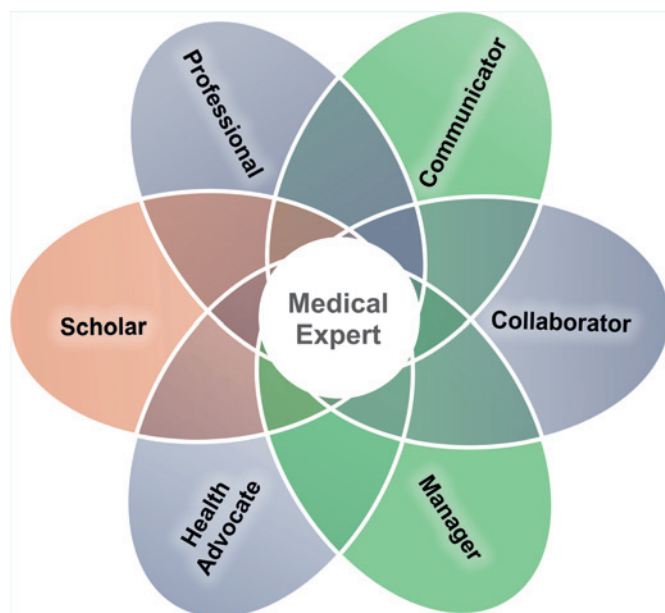 Professional
Communicator
Scholar
Medical
Expert
Collaborator
Health
Advocate
Manager